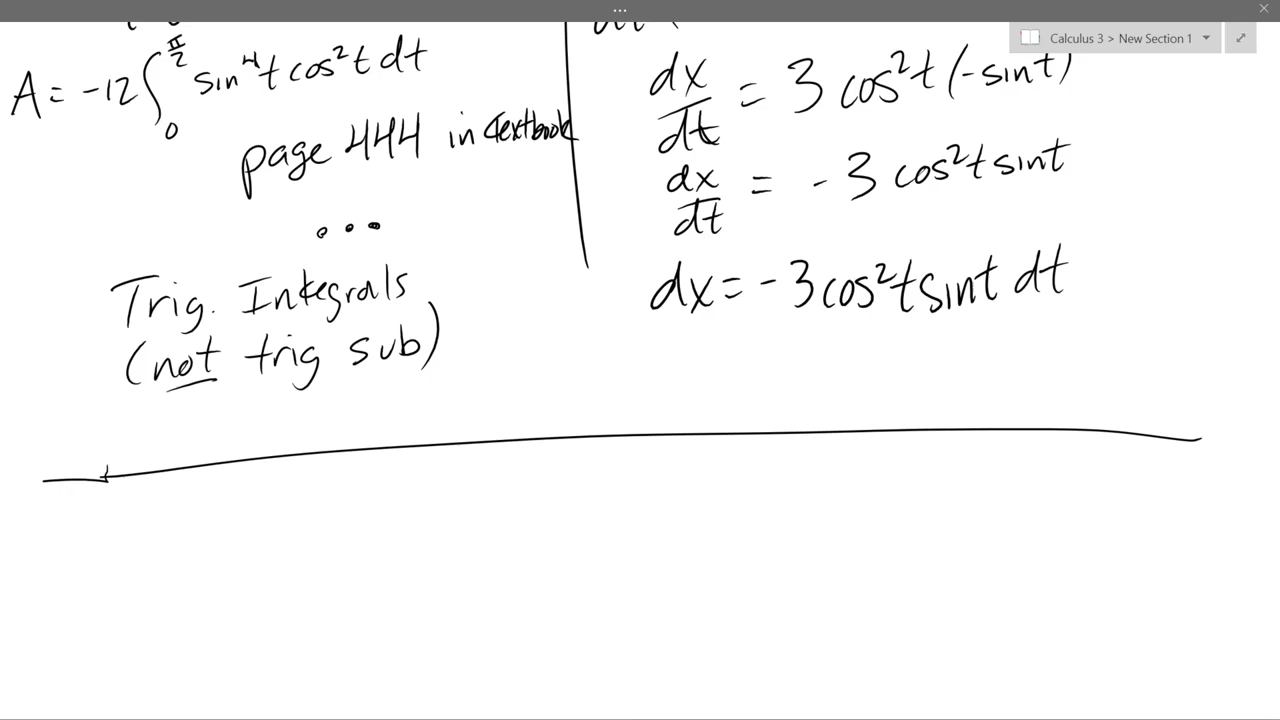 Calculus 3 > New Section 1
A = -12 ∫₀^{π/2} sin⁴t cos²t dt
page 444 in textbook
...
Trig. Integrals
(not trig sub)
dx/dt = 3 cos²t (-sint)
dx/dt = -3 cos²t sint
dx = -3cos²t sint dt